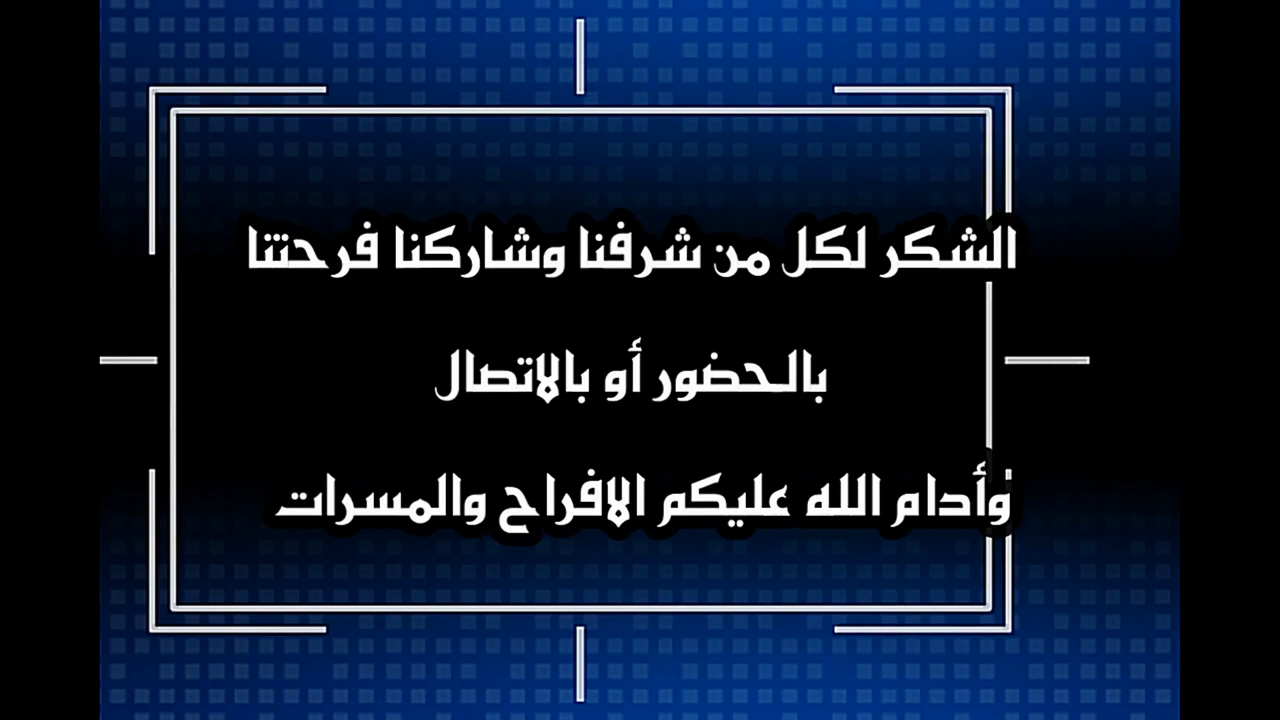 الشكر لكل من شرفنا وشاركنا فرحتنا
بالحضور أو بالاتصال
وأدام الله عليكم الافراح والمسرات